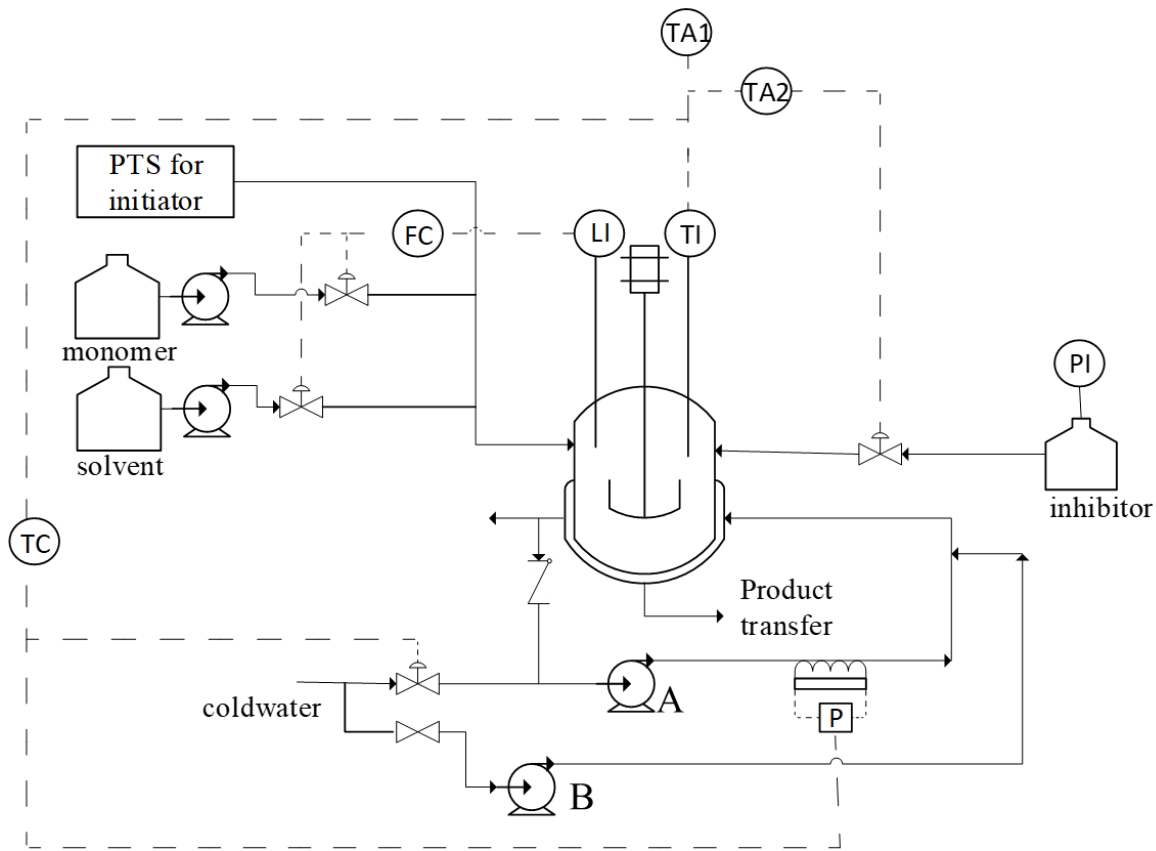 TA1
TA2
PTS for
initiator
FC
LI
TI
monomer
PI
solvent
inhibitor
TC
Product
transfer
coldwater
A
P
B